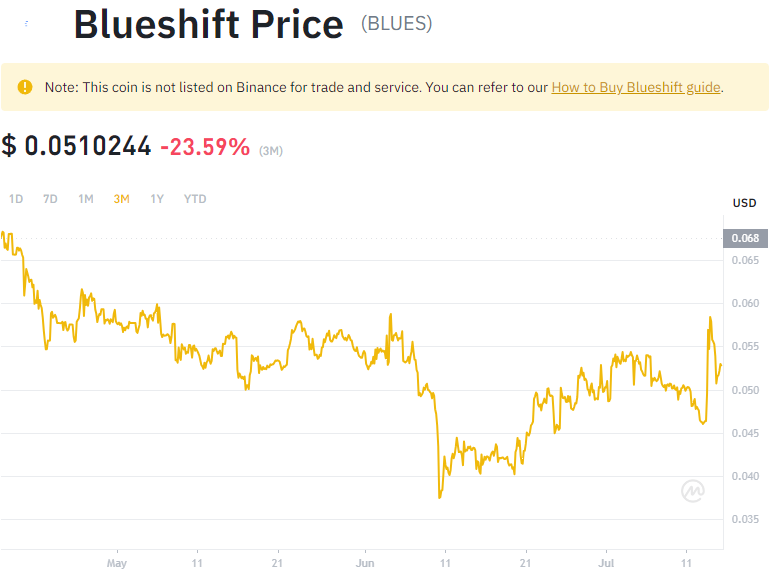 Blueshift Price (BLUES)
Note: This coin is not listed on Binance for trade and service. You can refer to our How to Buy Blueshift guide.
$ 0.0510244 -23.59% (3M)
1D 7D 1M 3M 1Y YTD
USD
0.068
0.065
0.060
0.055
0.050
0.045
0.040
0.035
May 11 21 Jun 11 21 Jul 11